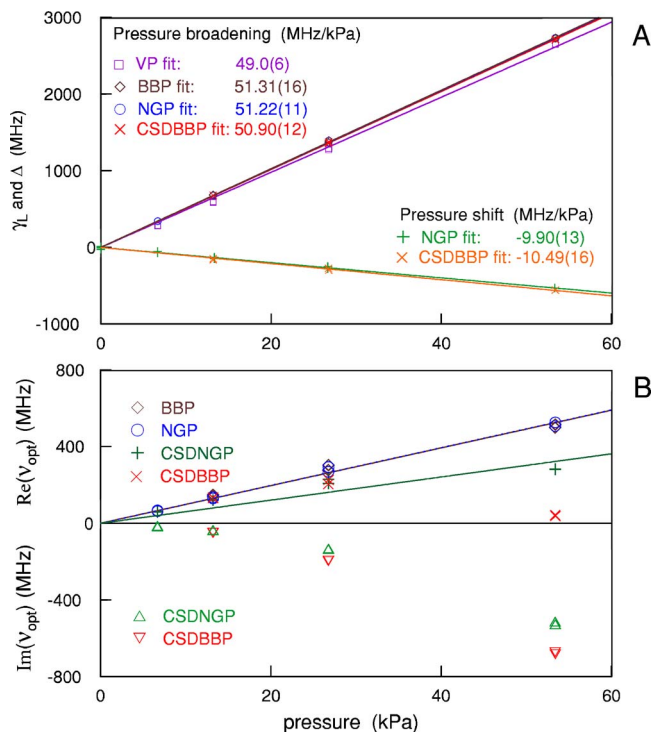 3000
A
Pressure broadening (MHz/kPa)
□ VP fit: 49.0(6)
◇ BBP fit: 51.31(16)
○ NGP fit: 51.22(11)
× CSDBBP fit: 50.90(12)
2000
γL and Δ (MHz)
1000
Pressure shift (MHz/kPa)
+ NGP fit: -9.90(13)
× CSDBBP fit: -10.49(16)
0
-1000
0 20 40 60
800
B
◇ BBP
○ NGP
+ CSDNGP
× CSDBBP
Re(νopt) (MHz)
400
0
Im(νopt) (MHz)
-400
△ CSDNGP
▽ CSDBBP
-800
0 20 40 60
pressure (kPa)